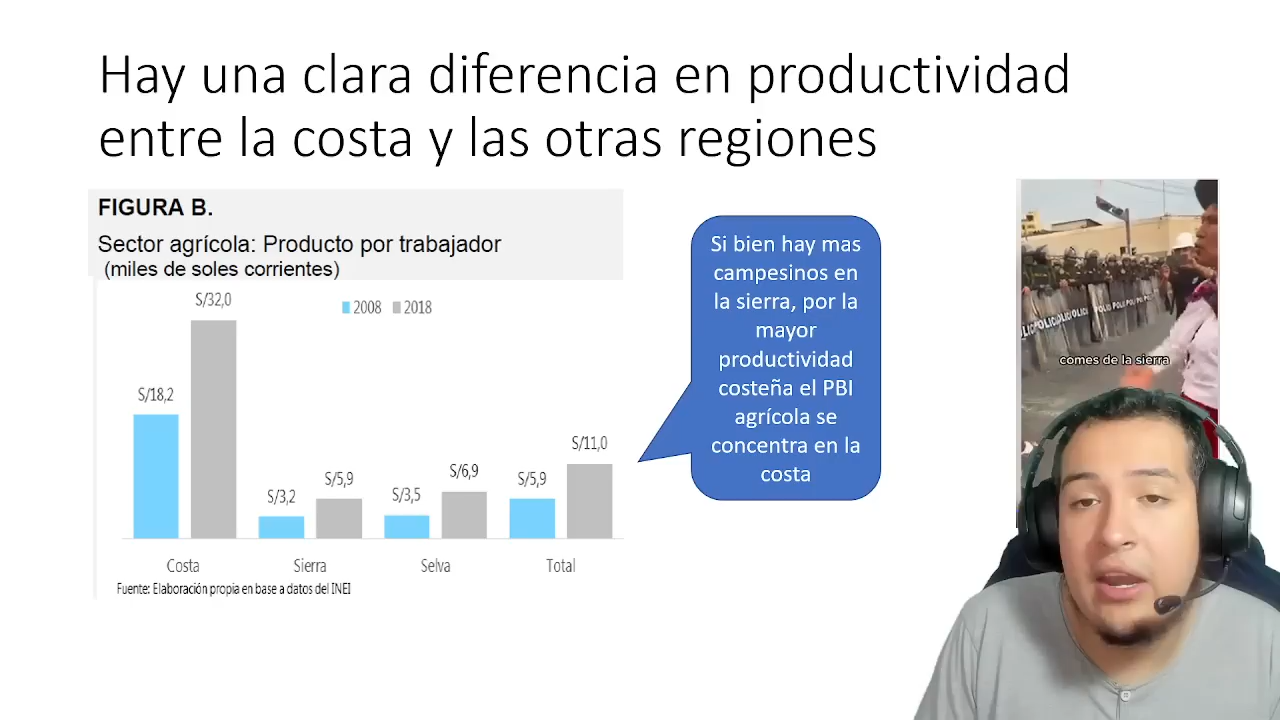 Hay una clara diferencia en productividad
entre la costa y las otras regiones
FIGURA B.
Sector agrícola: Producto por trabajador
(miles de soles corrientes)
S/32,0
2008 2018
S/18,2
S/3,2
S/5,9
S/3,5
S/6,9
S/5,9
S/11,0
Costa Sierra Selva Total
Fuente: Elaboración propia en base a datos del INEI
Si bien hay mas
campesinos en
la sierra, por la
mayor
productividad
costeña el PBI
agrícola se
concentra en la
costa
comes de la sierra